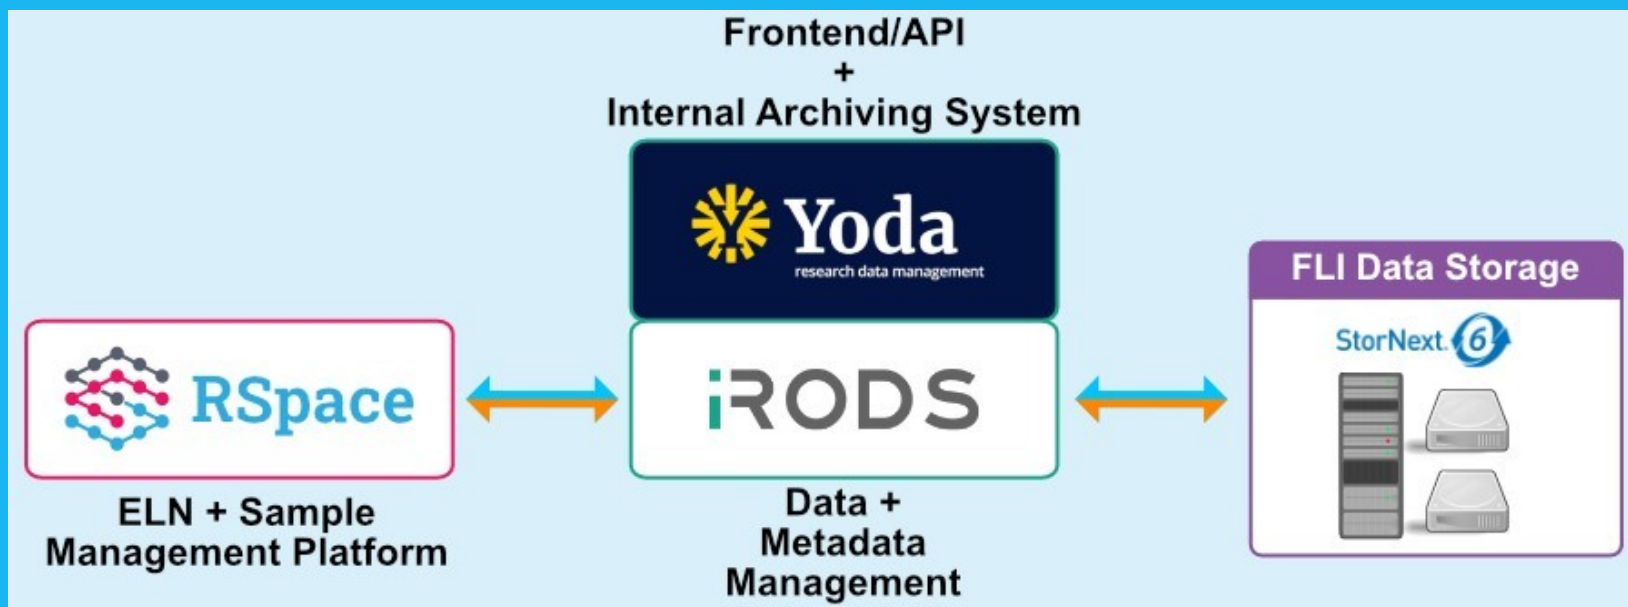 Frontend/API
+
Internal Archiving System
Yoda
research data management
FLI Data Storage
StorNext 6
RSpace
iRODS
ELN + Sample
Management Platform
Data +
Metadata
Management